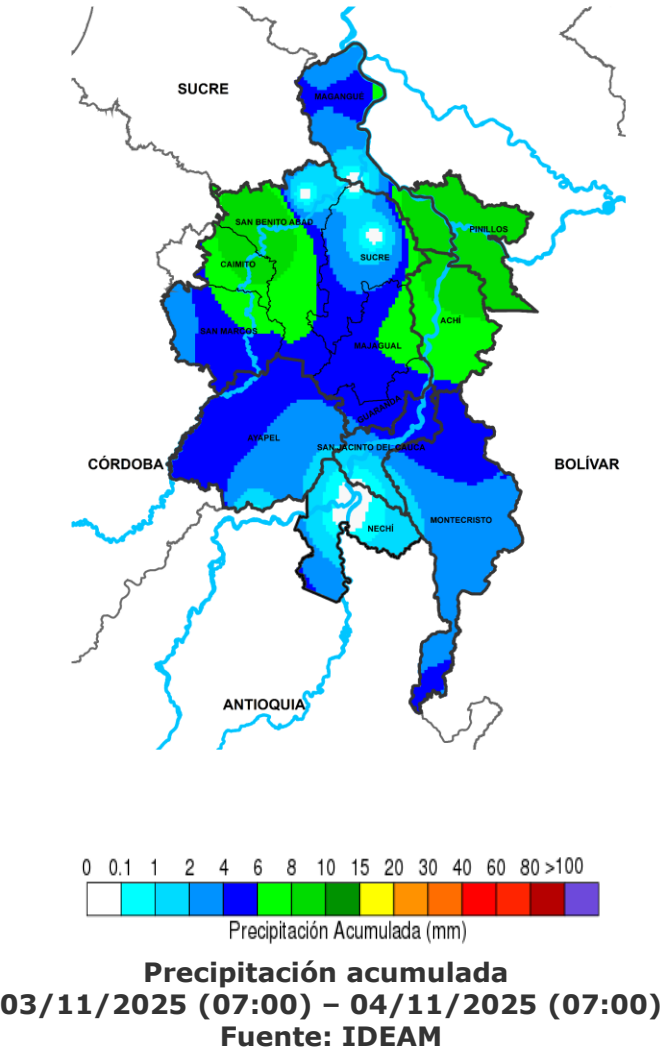 SUCRE
MAGANGUE
SAN BENITO ABAD
PINILLOS
SUCRE
CAIMITO
ACHÍ
SAN MARCOS
MAJAGUAL
GUARANDA
AYAPEL
SAN JACINTO DEL CAUCA
CÓRDOBA
BOLÍVAR
MONTECRISTO
NECHÍ
ANTIOQUIA
0 0.1 1 2 4 6 8 10 15 20 30 40 60 80 >100
Precipitación Acumulada (mm)
Precipitación acumulada
03/11/2025 (07:00) – 04/11/2025 (07:00)
Fuente: IDEAM